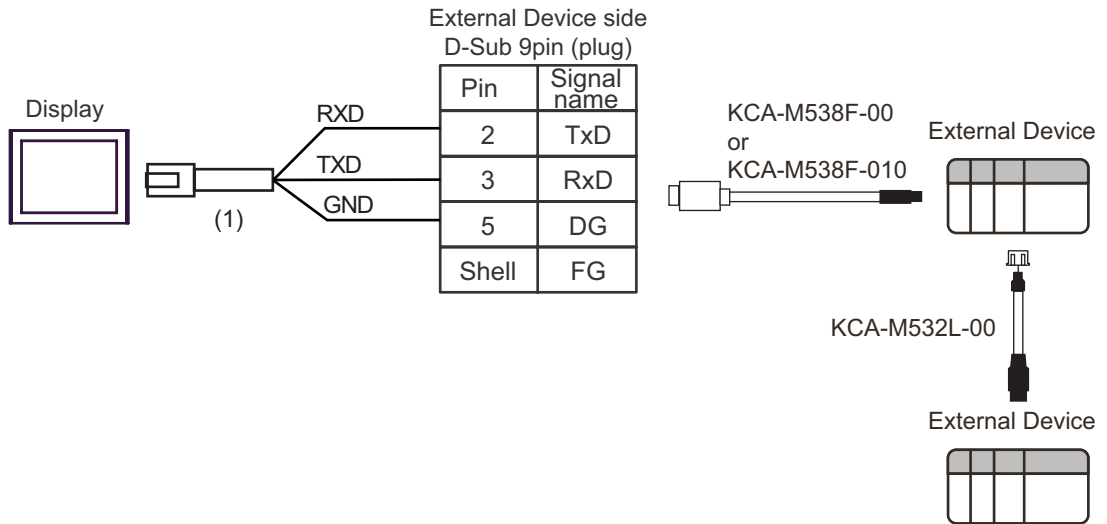 External Device side
D-Sub 9pin (plug)
Pin
Signal
name
Display
RXD
2
TxD
TXD
3
RxD
GND
5
DG
(1)
Shell
FG
KCA-M538F-00
or
KCA-M538F-010
External Device
KCA-M532L-00
External Device